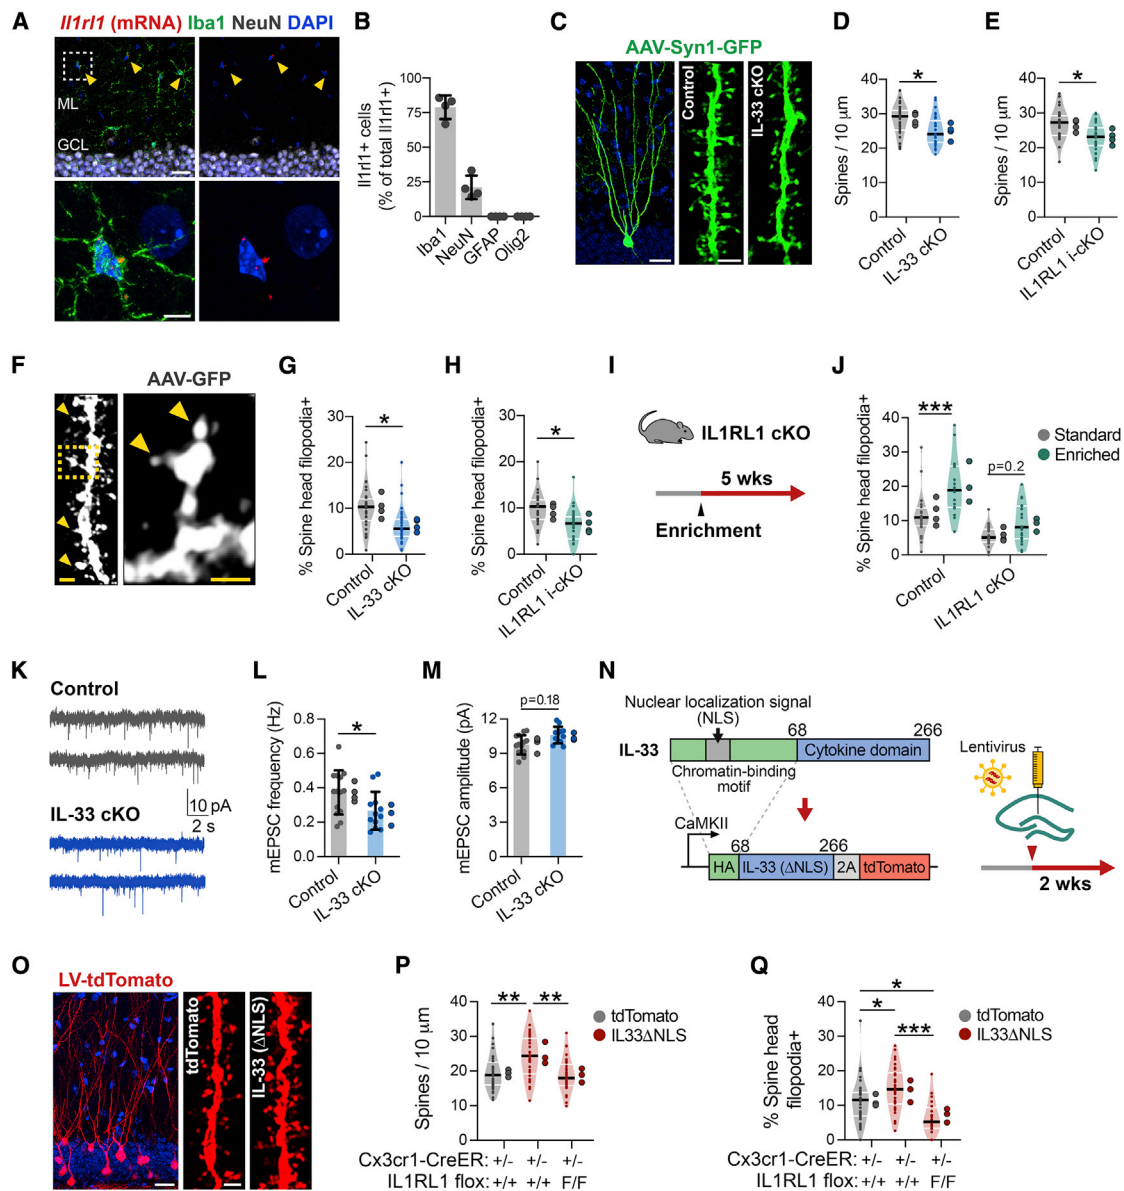 A
Il1rl1 (mRNA) Iba1 NeuN DAPI
ML
GCL
B
Il1rl1+ cells
(% of total Il1rl1+)
100
75
50
25
0
Iba1
NeuN
GFAP
Olig2
C
AAV-Syn1-GFP
Control
IL-33 cKO
D
Spines / 10 μm
40
30
20
10
0
*
Control
IL-33 cKO
E
Spines / 10 μm
40
30
20
10
0
*
Control
IL1RL1 i-cKO
F
AAV-GFP
G
% Spine head filopodia+
30
20
10
0
*
Control
IL-33 cKO
H
% Spine head filopodia+
30
20
10
0
*
Control
IL1RL1 i-cKO
I
IL1RL1 cKO
5 wks
Enrichment
J
% Spine head filopodia+
40
30
20
10
0
***
p=0.2
Standard
Enriched
Control
IL1RL1 cKO
K
Control
IL-33 cKO
10 pA
2 s
L
mEPSC frequency (Hz)
0.8
0.6
0.4
0.2
0.0
*
Control
IL-33 cKO
M
mEPSC amplitude (pA)
12
9
6
3
0
p=0.18
Control
IL-33 cKO
N
Nuclear localization signal
(NLS)
68
266
IL-33
Cytokine domain
Chromatin-binding
motif
CaMKII
68
266
HA
IL-33 (ΔNLS)
2A
tdTomato
Lentivirus
2 wks
O
LV-tdTomato
tdTomato
IL-33 (ΔNLS)
P
Spines / 10 μm
40
30
20
10
0
**
**
tdTomato
IL33ΔNLS
Cx3cr1-CreER: +/- +/- +/-
IL1RL1 flox: +/+ +/+ F/F
Q
% Spine head
filopodia+
40
30
20
10
0
*
*
***
tdTomato
IL33ΔNLS
Cx3cr1-CreER: +/- +/- +/-
IL1RL1 flox: +/+ +/+ F/F